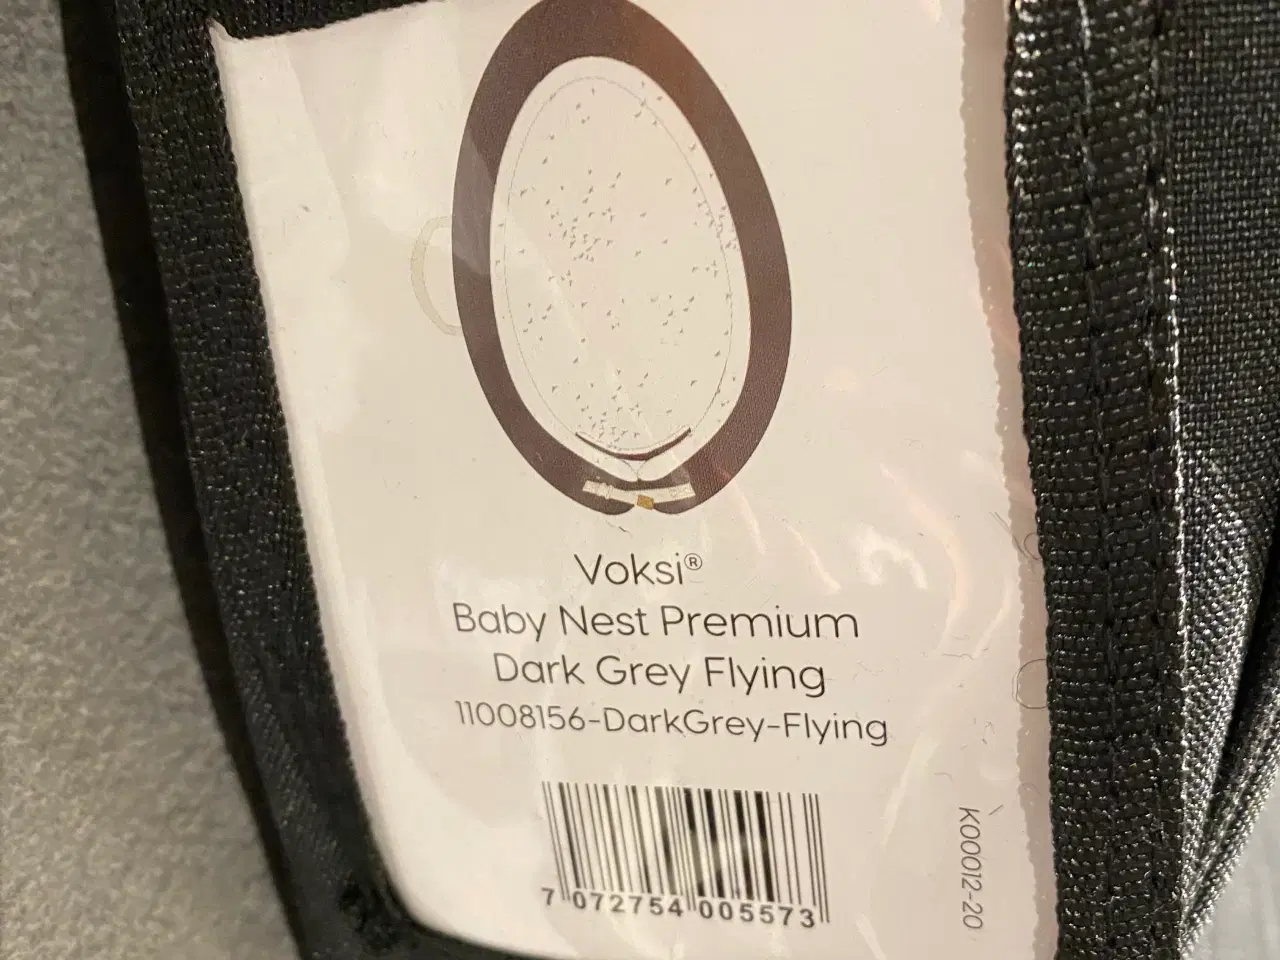 Voksi®
Baby Nest Premium
Dark Grey Flying
11008156-DarkGrey-Flying
7 072754 005573
K00012-20